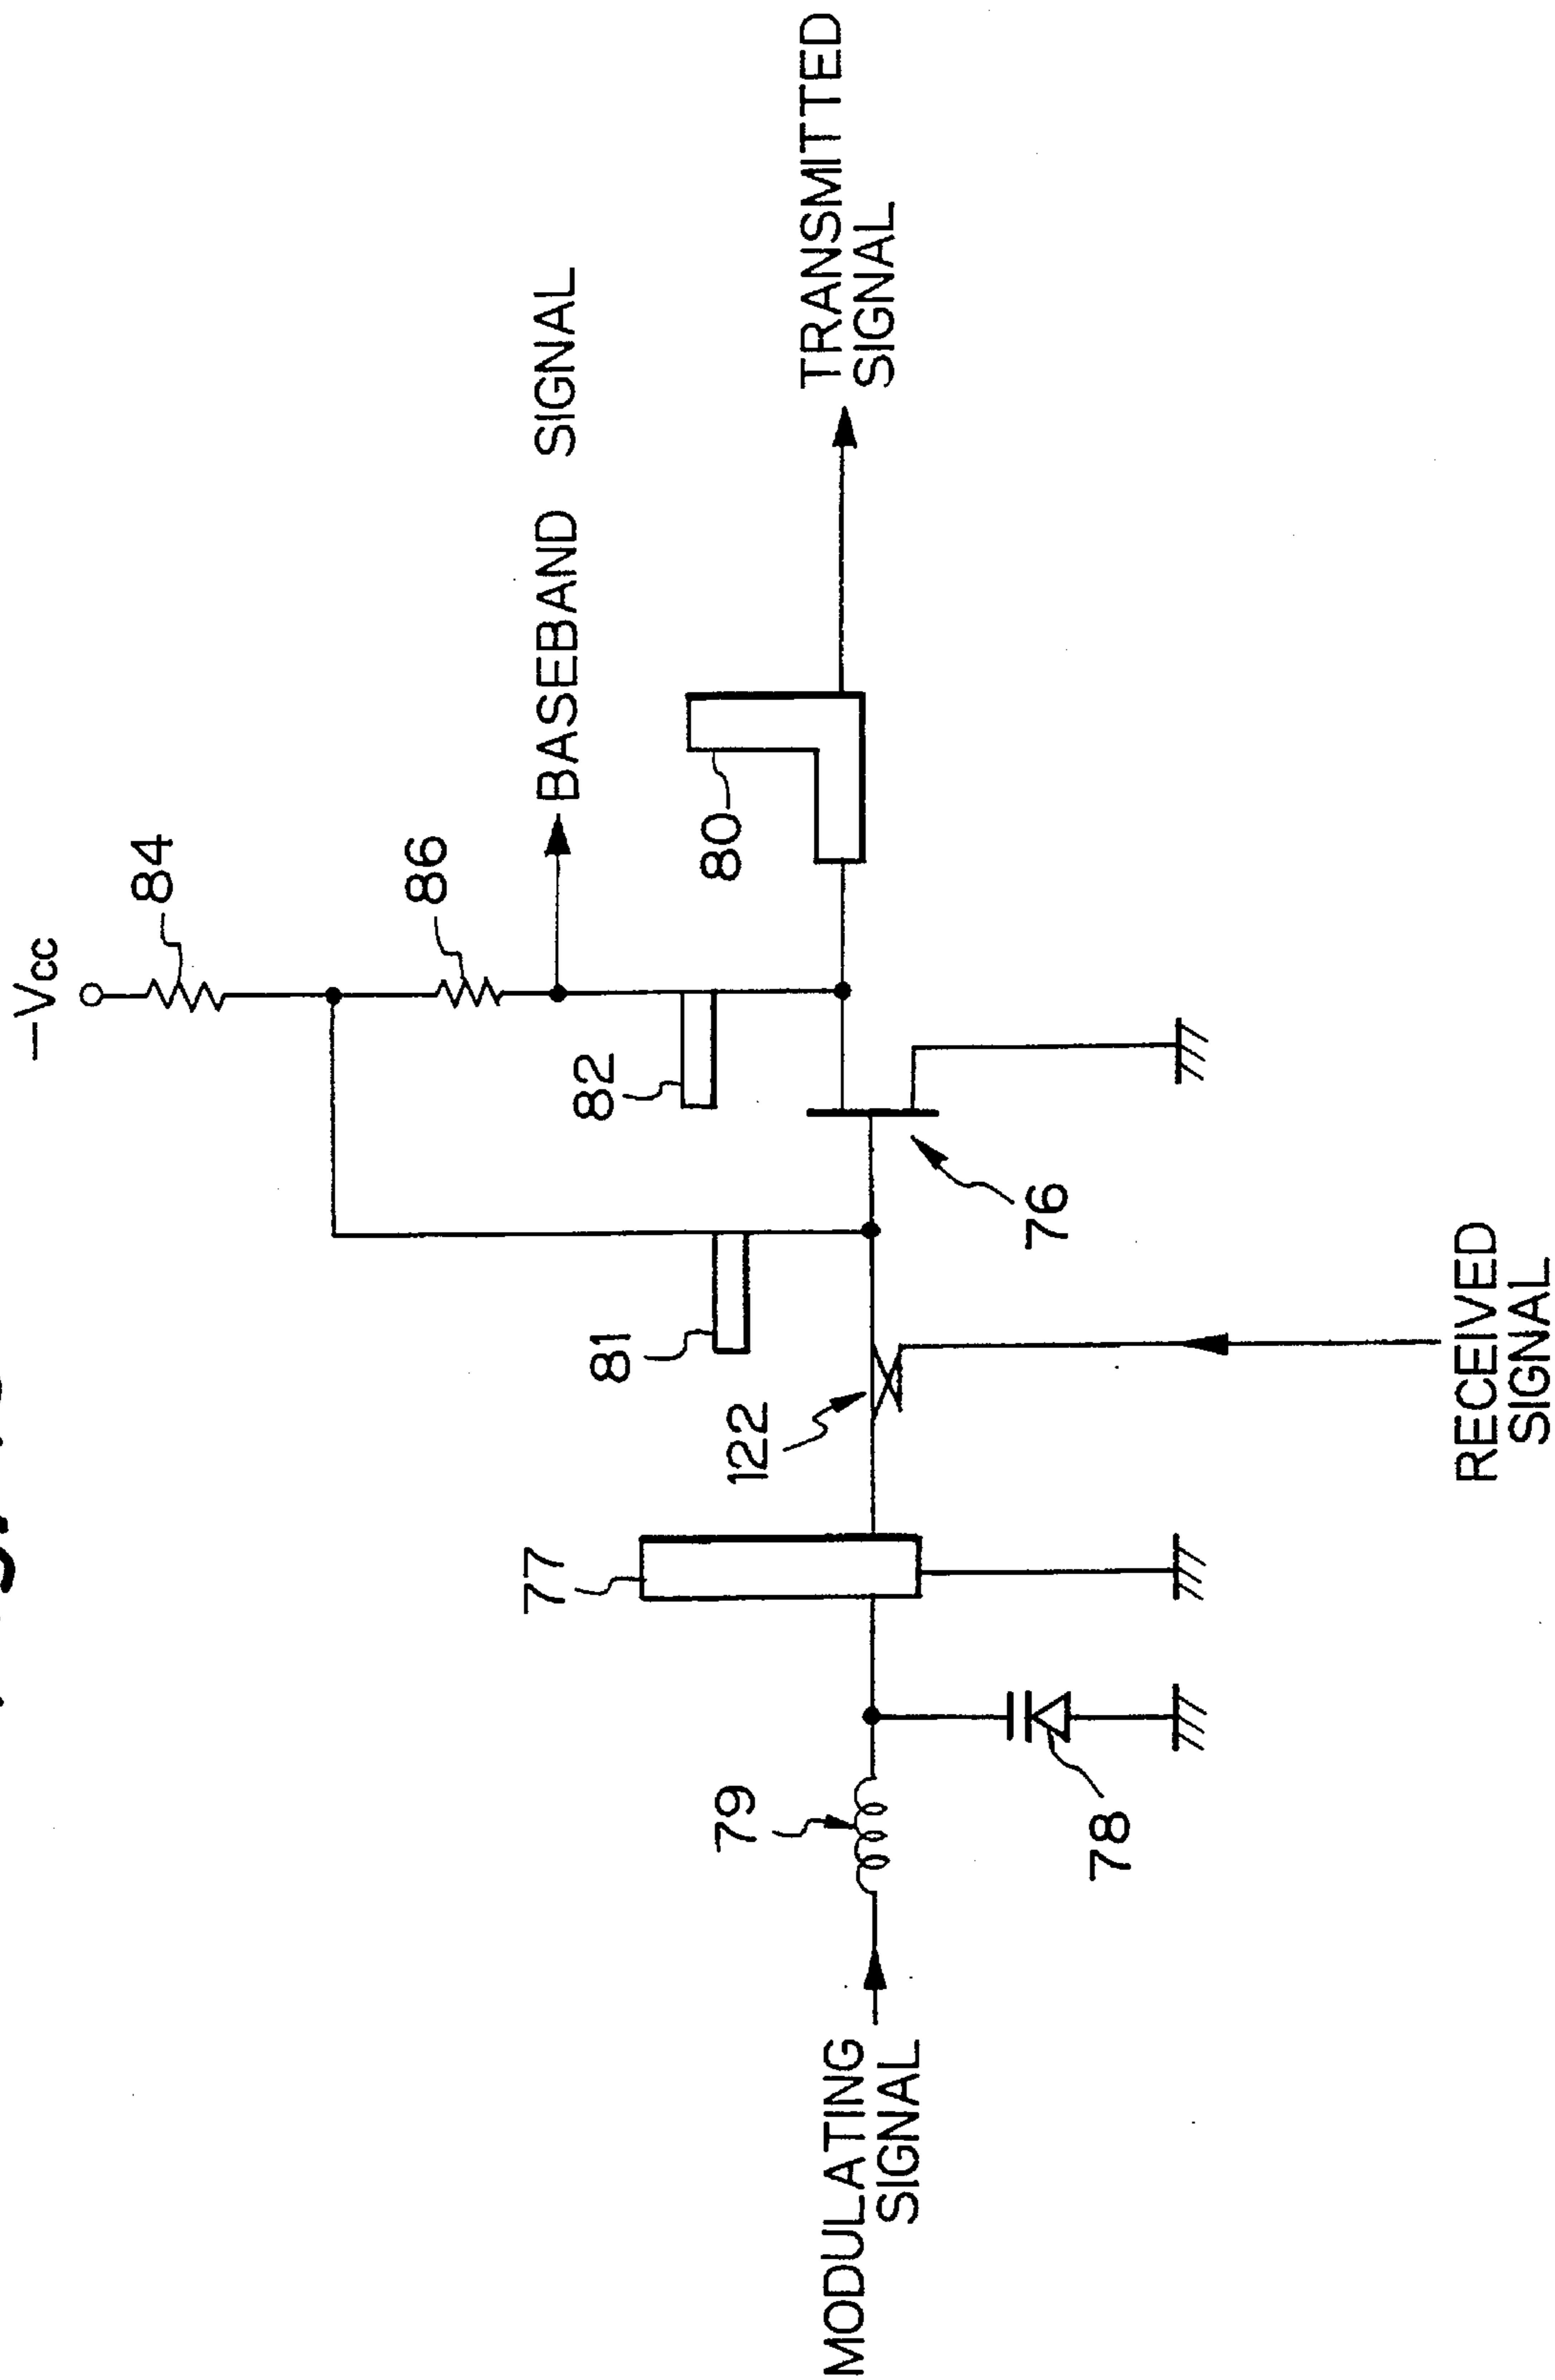 −Vcc
84
86
BASEBAND SIGNAL
82
80
TRANSMITTED
SIGNAL
81
76
122
77
79
78
MODULATING
SIGNAL
RECEIVED
SIGNAL